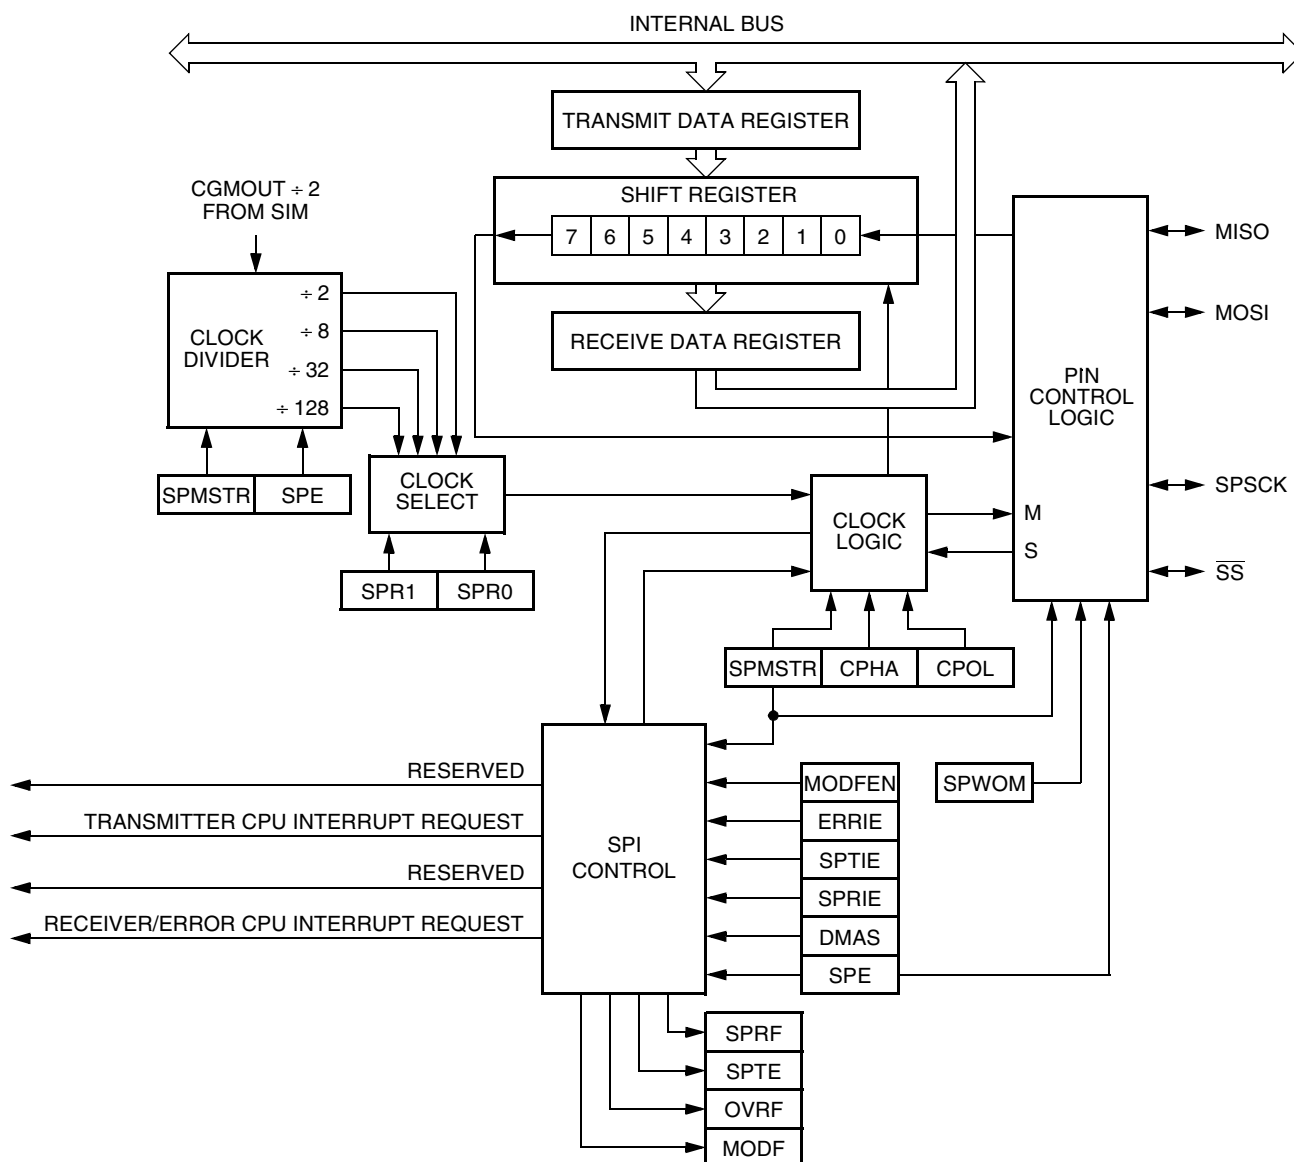 INTERNAL BUS
TRANSMIT DATA REGISTER
CGMOUT ÷ 2
FROM SIM
SHIFT REGISTER
7 6 5 4 3 2 1 0
MISO
MOSI
CLOCK
DIVIDER
÷ 2
÷ 8
÷ 32
÷ 128
RECEIVE DATA REGISTER
PIN
CONTROL
LOGIC
SPMSTR SPE
CLOCK
SELECT
SPSCK
CLOCK
LOGIC
M
S
SS
SPR1 SPR0
SPMSTR CPHA CPOL
RESERVED
TRANSMITTER CPU INTERRUPT REQUEST
RESERVED
RECEIVER/ERROR CPU INTERRUPT REQUEST
SPI
CONTROL
MODFEN
ERRIE
SPTIE
SPRIE
DMAS
SPE
SPWOM
SPRF
SPTE
OVRF
MODF